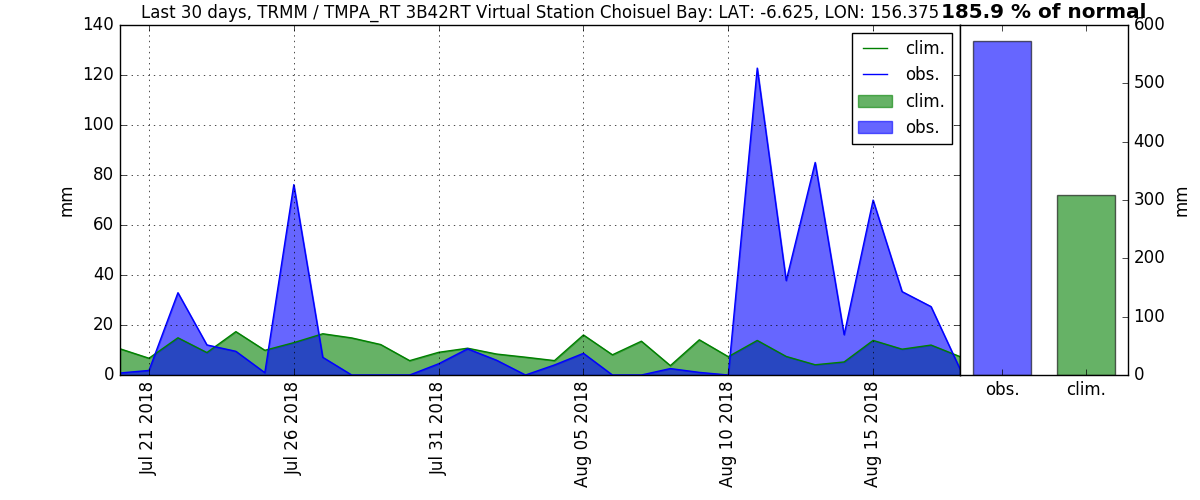 Last 30 days, TRMM / TMPA_RT 3B42RT Virtual Station Choisuel Bay: LAT: -6.625, LON: 156.375 185.9 % of normal
140
120
100
80
60
40
20
0
mm
clim.
obs.
clim.
obs.
Jul 21 2018
Jul 26 2018
Jul 31 2018
Aug 05 2018
Aug 10 2018
Aug 15 2018
600
500
400
300
200
100
0
mm
obs. clim.